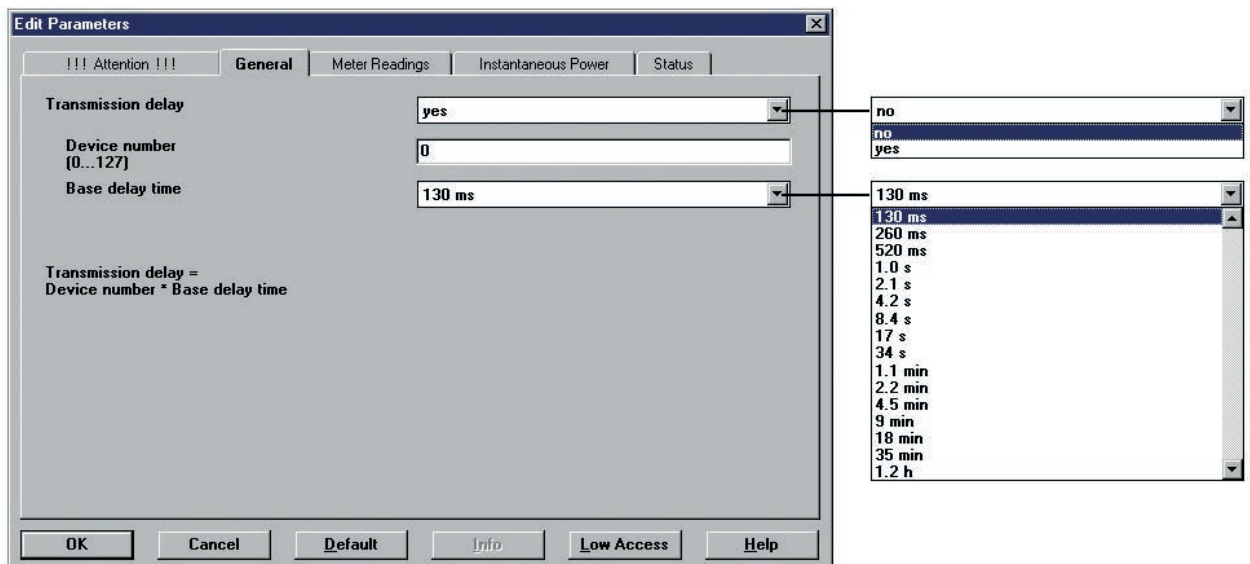 Edit Parameters
!!! Attention !!!
General
Meter Readings
Instantaneous Power
Status
Transmission delay
yes
Device number
(0...127)
0
Base delay time
130 ms
Transmission delay =
Device number * Base delay time
OK
Cancel
Default
Info
Low Access
Help
no
no
yes
130 ms
130 ms
260 ms
520 ms
1.0 s
2.1 s
4.2 s
8.4 s
17 s
34 s
1.1 min
2.2 min
4.5 min
9 min
18 min
35 min
1.2 h